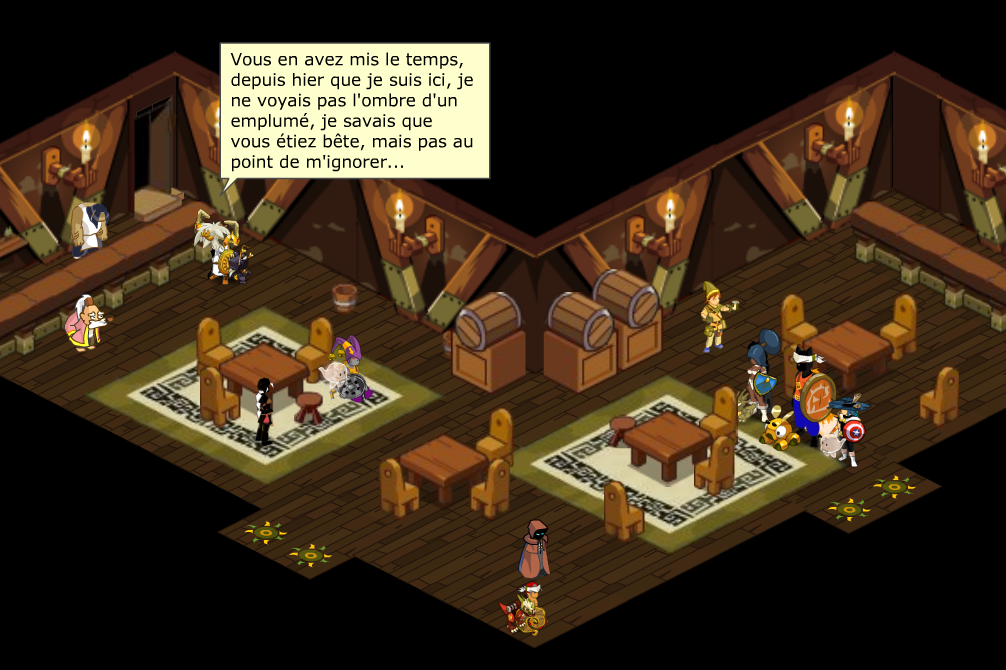 Vous en avez mis le temps,
depuis hier que je suis ici, je
ne voyais pas l'ombre d'un
emplumé, je savais que
vous étiez bête, mais pas au
point de m'ignorer...